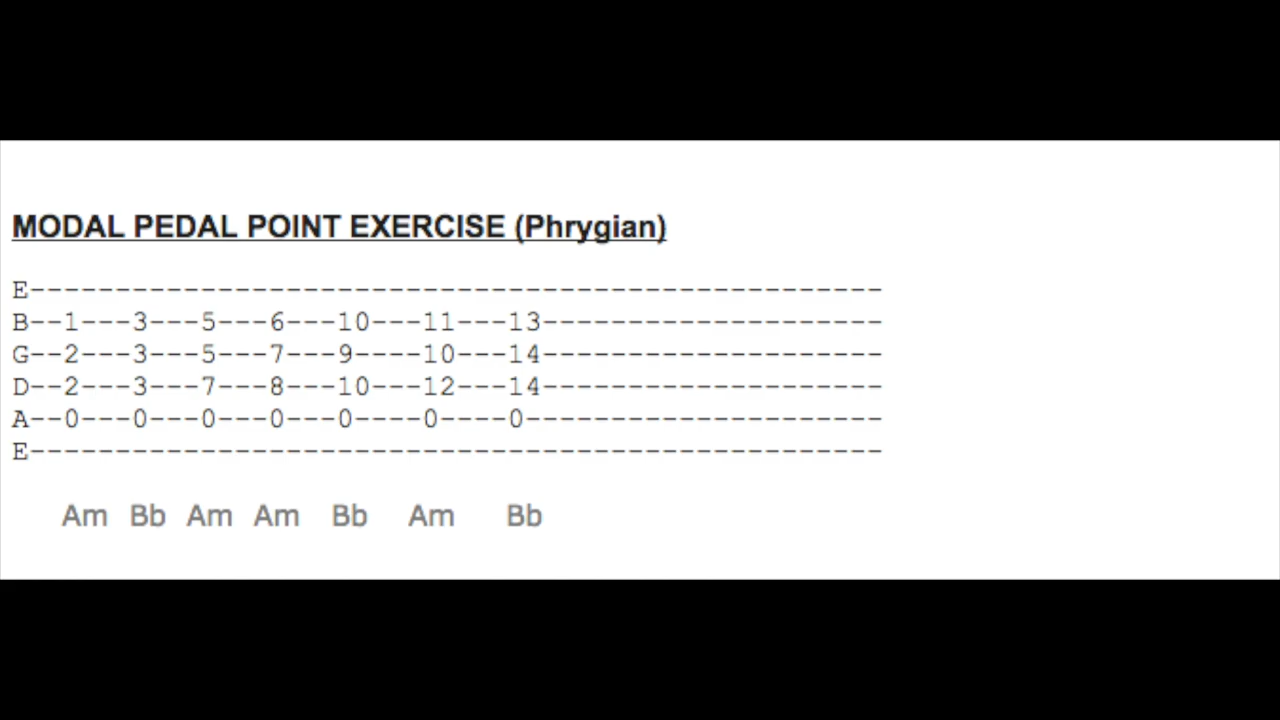 MODAL PEDAL POINT EXERCISE (Phrygian)
E--------------------------------------------------
B--1---3---5---6---10---11---13--------------------
G--2---3---5---7---9----10---14--------------------
D--2---3---7---8---10---12---14--------------------
A--0---0---0---0---0----0----0---------------------
E--------------------------------------------------
Am Bb Am Am Bb Am Bb